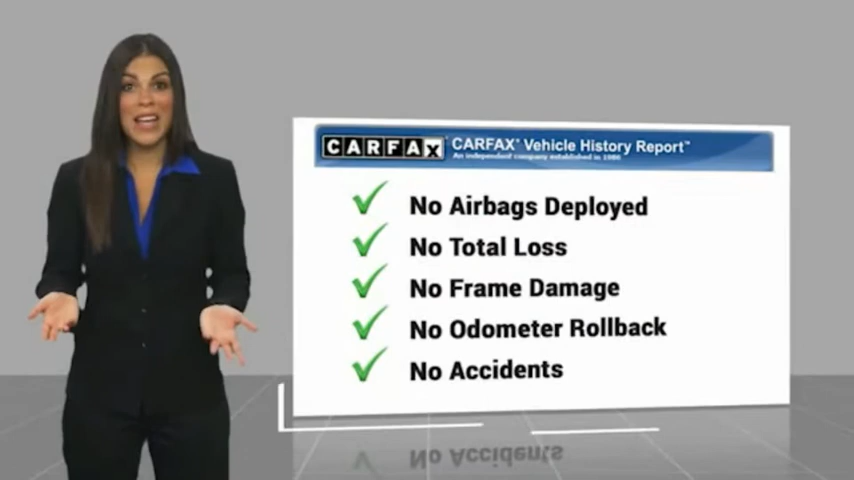 CARFAX CARFAX® Vehicle History Report™
An independent company established in 1986
No Airbags Deployed
No Total Loss
No Frame Damage
No Odometer Rollback
No Accidents
No Accidents